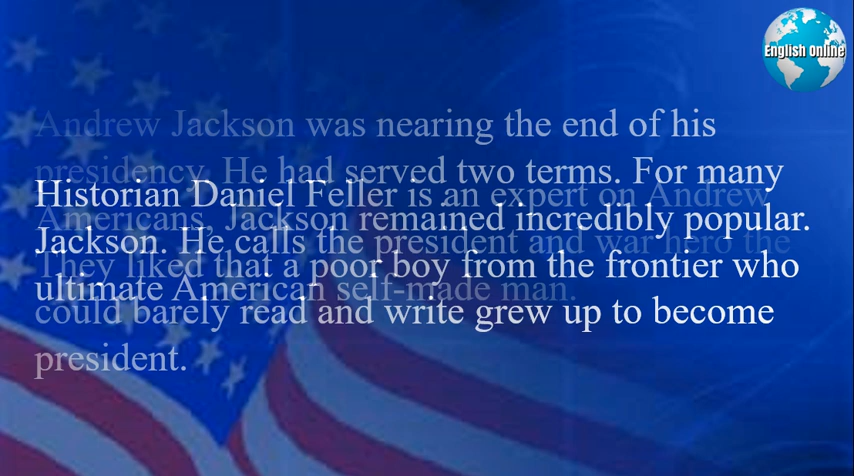 English Online
Andrew Jackson was nearing the end of his
presidency. He had served two terms. For many
Americans, Jackson remained incredibly popular.
They liked that a poor boy from the frontier who
could barely read and write grew up to become
president.
Historian Daniel Feller is an expert on Andrew
Jackson. He calls the president and war hero the
ultimate American self-made man.